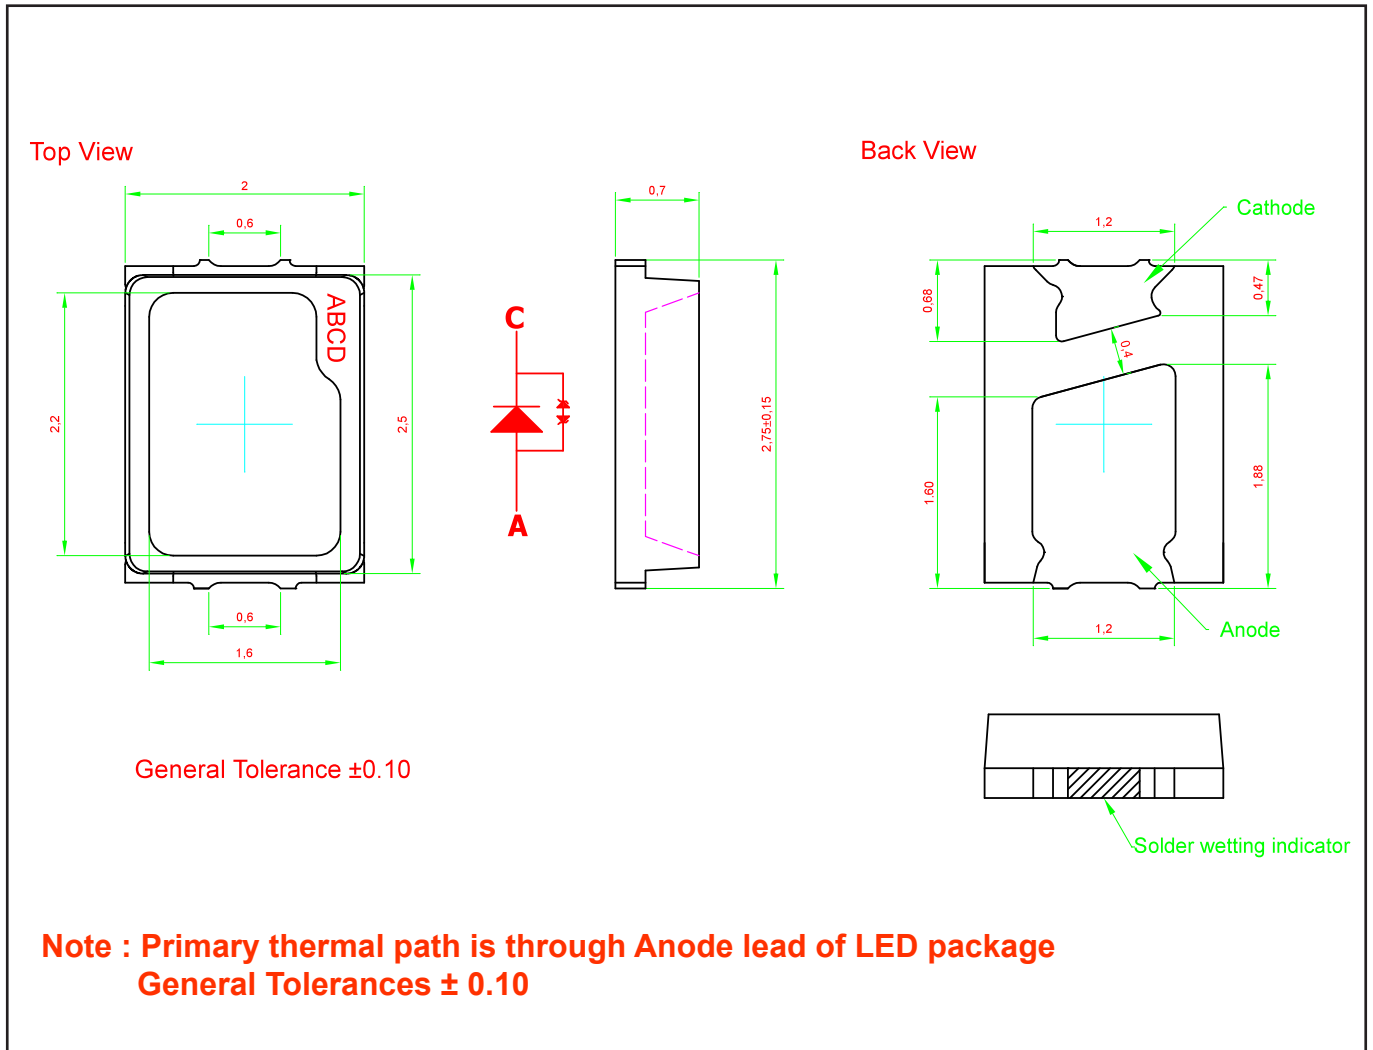 Top View
Back View
2
0,6
ABCD
2,2
2,5
0,6
1,6
C
A
0,7
2,75±0,15
Cathode
1,2
0,68
0,47
0,4
1.60
1,88
1,2
Anode
General Tolerance ±0.10
Solder wetting indicator
Note : Primary thermal path is through Anode lead of LED package
General Tolerances ± 0.10